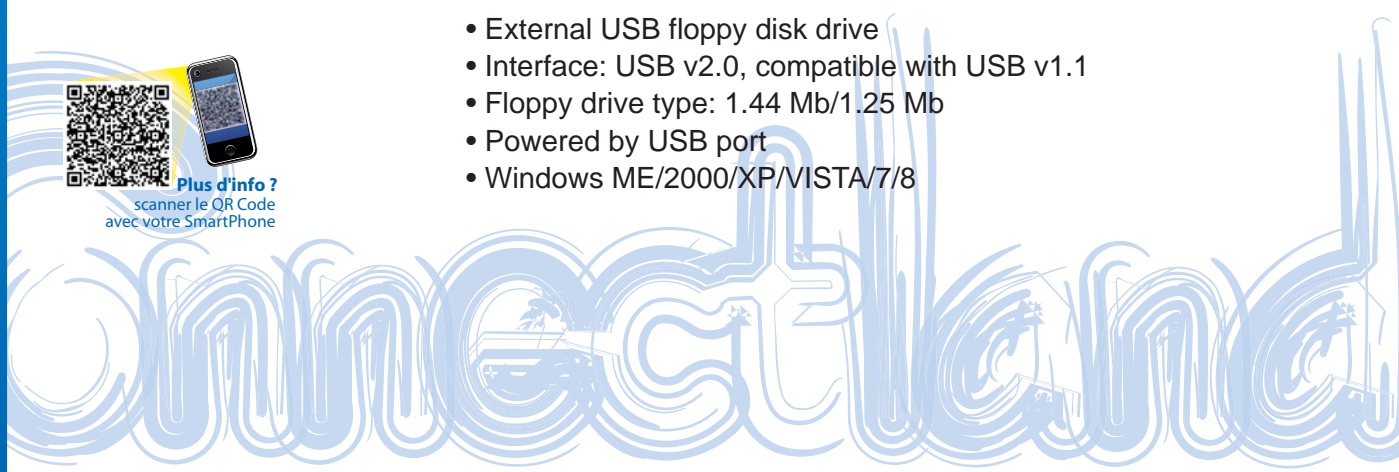 • External USB floppy disk drive
• Interface: USB v2.0, compatible with USB v1.1
• Floppy drive type: 1.44 Mb/1.25 Mb
• Powered by USB port
• Windows ME/2000/XP/VISTA/7/8
Plus d'info ?
scanner le QR Code
avec votre SmartPhone
onnectland